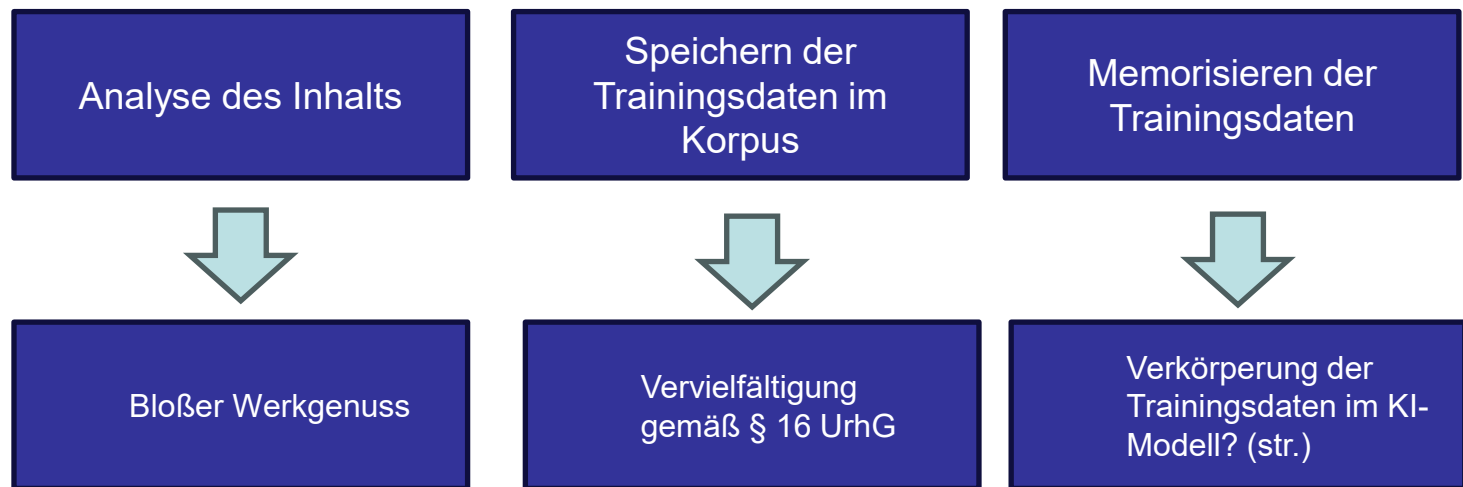 Analyse des Inhalts
Speichern der
Trainingsdaten im
Korpus
Memorisieren der
Trainingsdaten
Bloßer Werkgenuss
Vervielfältigung
gemäß § 16 UrhG
Verkörperung der
Trainingsdaten im KI-
Modell? (str.)